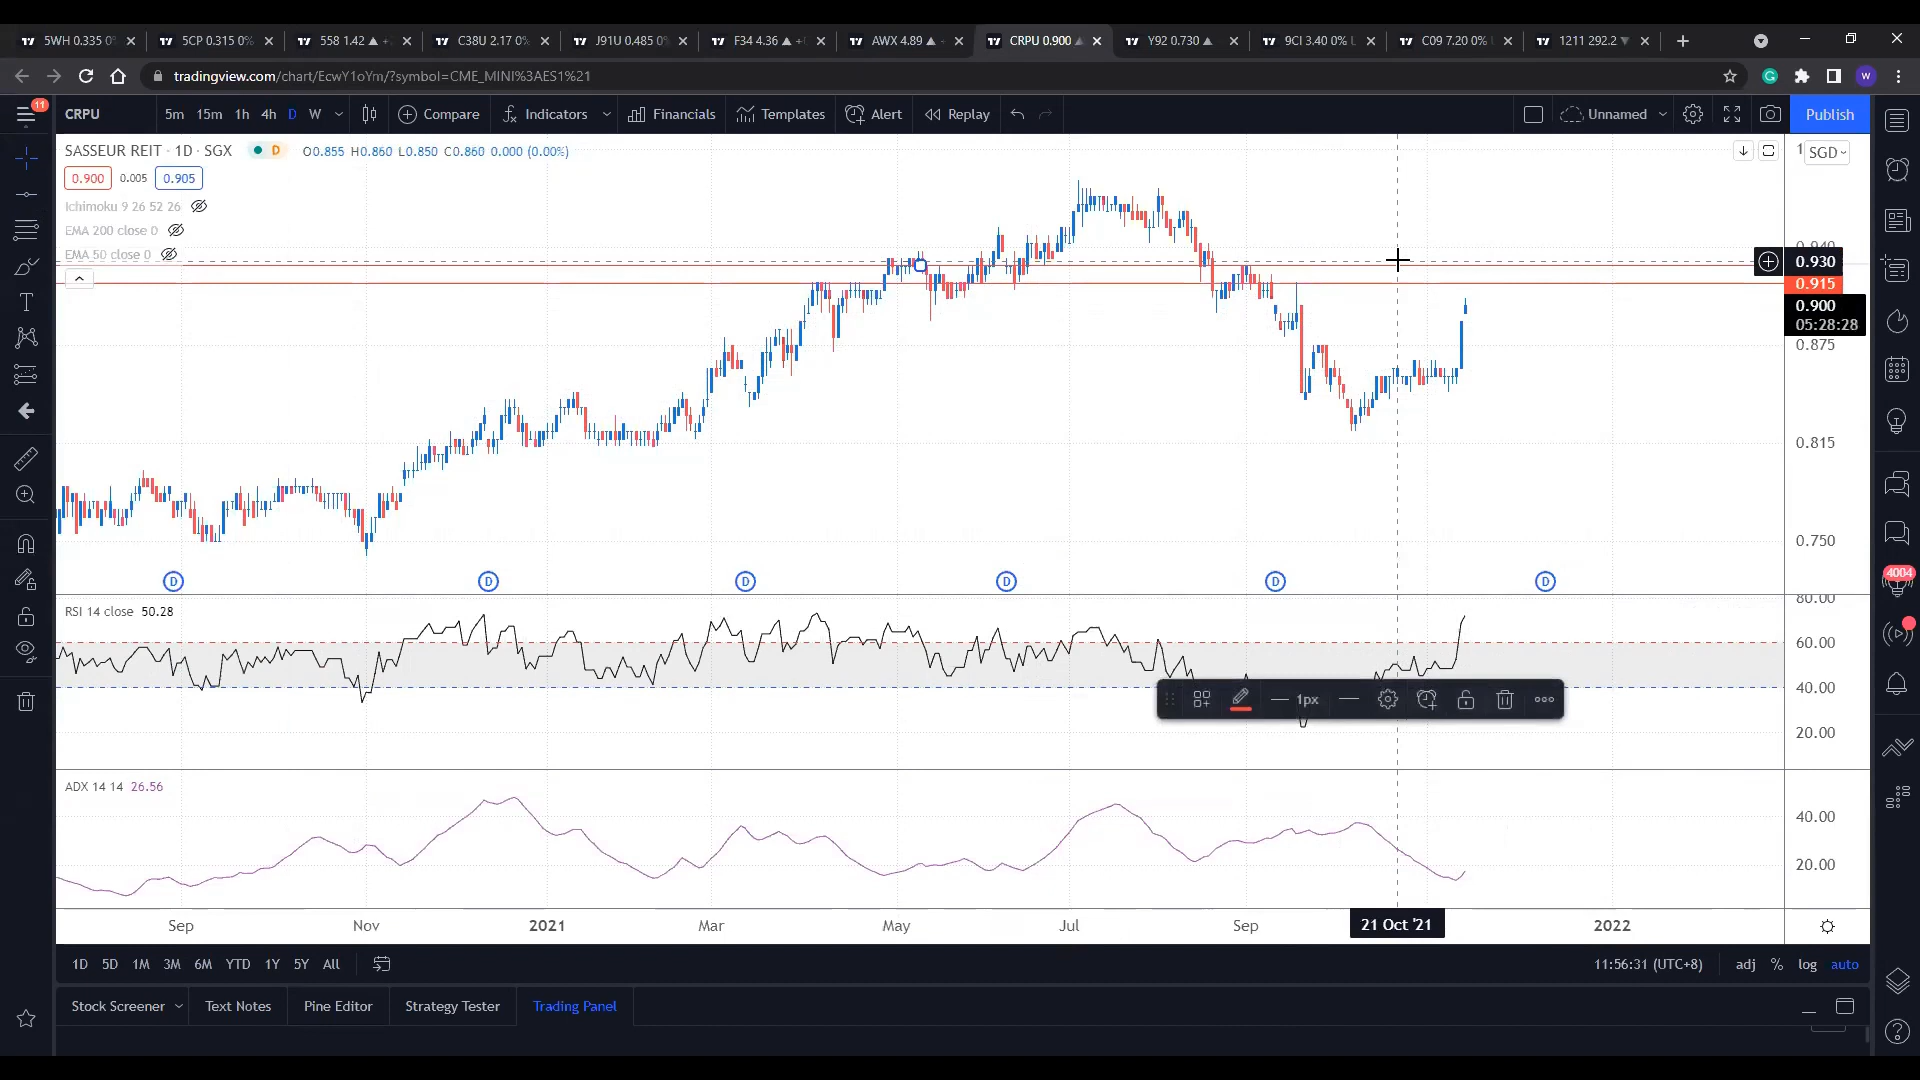 5WH 0.335 0%
5CP 0.315 0%
558 1.42 ▲ +
C38U 2.17 0%
J91U 0.485 0%
F34 4.36 ▲ +
AWX 4.89 ▲
CRPU 0.900 ▲
Y92 0.730 ▲
9CI 3.40 0%
C09 7.20 0%
1211 292.2 ▼
tradingview.com/chart/EcwY1oYm/?symbol=CME_MINI%3AES1%21
W
11
CRPU
5m 15m 1h 4h D W
Compare
Indicators
Financials
Templates
Alert
Replay
Unnamed
Publish
SASSEUR REIT · 1D · SGX
D
O0.855 H0.860 L0.850 C0.860 0.000 (0.00%)
1
SGD
0.900 0.005 0.905
Ichimoku 9 26 52 26
EMA 200 close 0
EMA 50 close 0
0.940
0.930
0.915
0.900
05:28:28
0.875
0.815
0.750
D D D D D D
RSI 14 close 50.28
80.00
60.00
40.00
20.00
1px
4004
ADX 14 14 26.56
40.00
20.00
Sep Nov 2021 Mar May Jul Sep 21 Oct '21 2022
1D 5D 1M 3M 6M YTD 1Y 5Y All
11:56:31 (UTC+8)
adj % log auto
Stock Screener
Text Notes
Pine Editor
Strategy Tester
Trading Panel